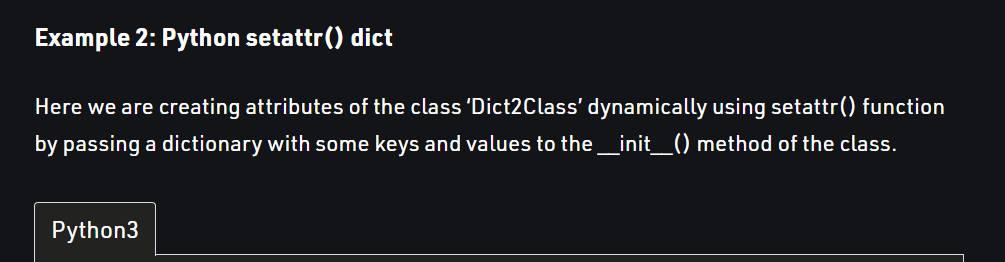 Example 2: Python setattr() dict
Here we are creating attributes of the class ‘Dict2Class’ dynamically using setattr() function
by passing a dictionary with some keys and values to the __init__() method of the class.
Python3